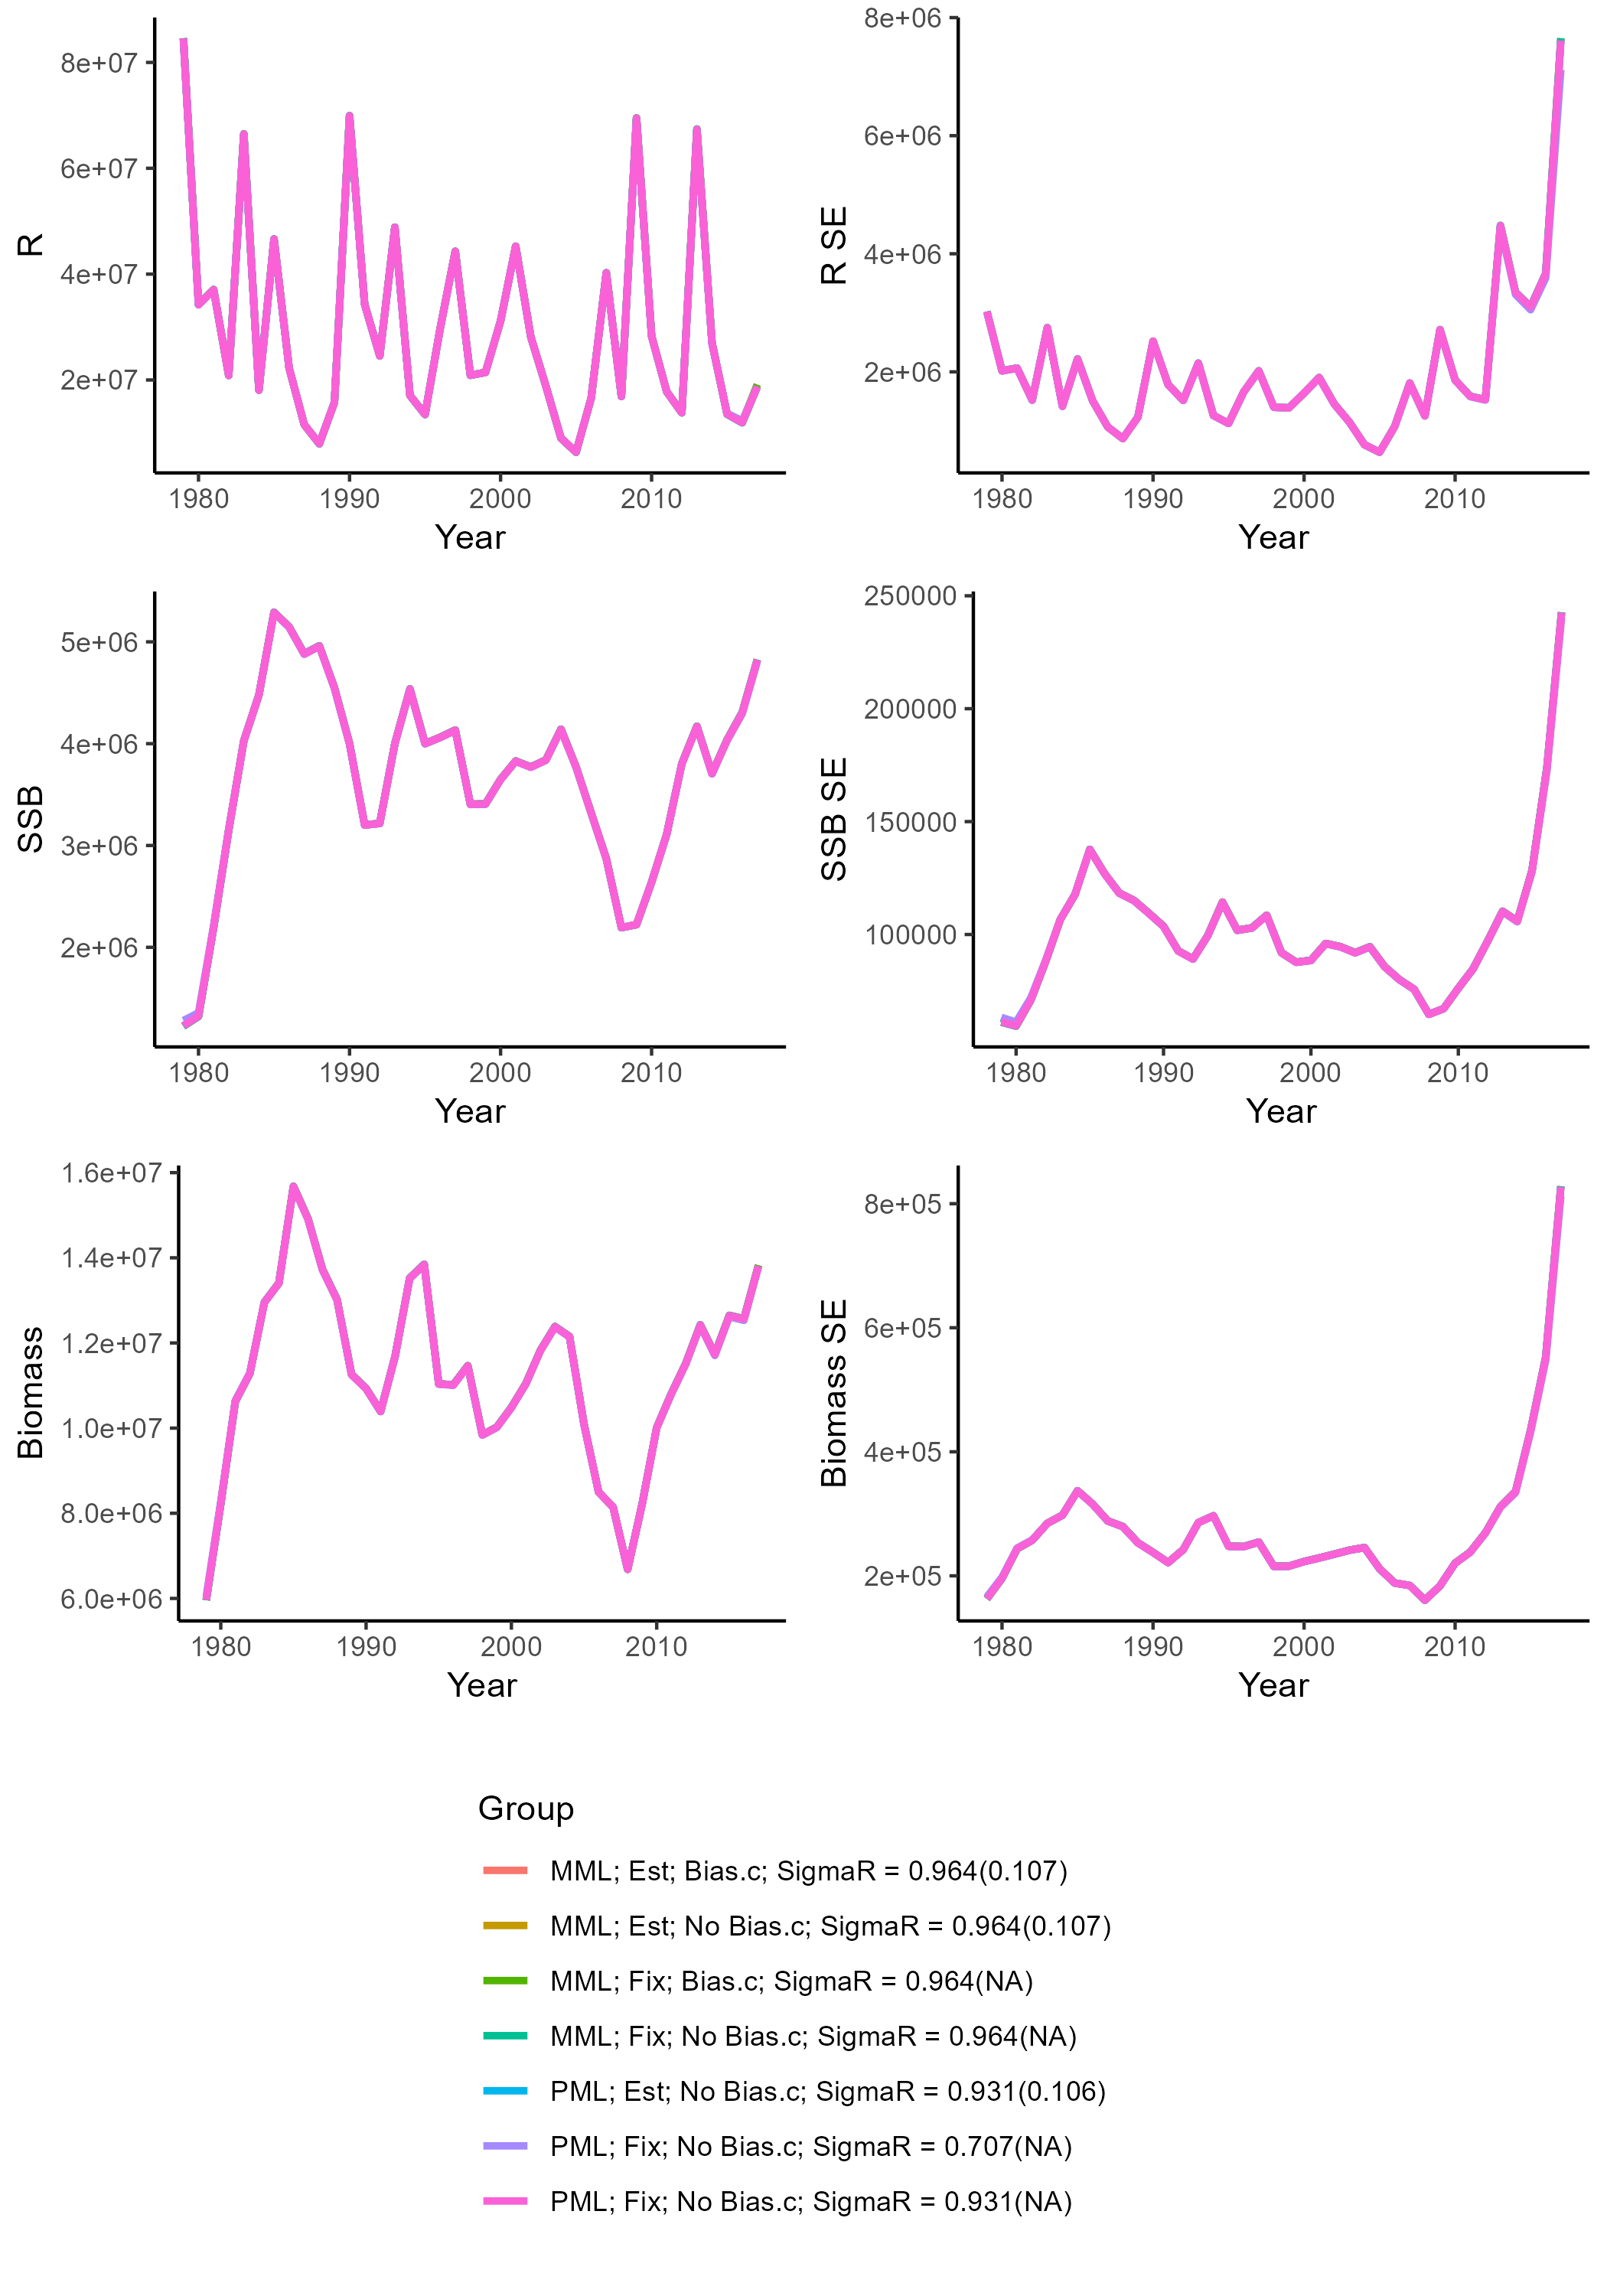 R
8e+07
6e+07
4e+07
2e+07
1980 1990 2000 2010
Year
R SE
8e+06
6e+06
4e+06
2e+06
1980 1990 2000 2010
Year
SSB
5e+06
4e+06
3e+06
2e+06
1980 1990 2000 2010
Year
SSB SE
250000
200000
150000
100000
1980 1990 2000 2010
Year
Biomass
1.6e+07
1.4e+07
1.2e+07
1.0e+07
8.0e+06
6.0e+06
1980 1990 2000 2010
Year
Biomass SE
8e+05
6e+05
4e+05
2e+05
1980 1990 2000 2010
Year
Group
MML; Est; Bias.c; SigmaR = 0.964(0.107)
MML; Est; No Bias.c; SigmaR = 0.964(0.107)
MML; Fix; Bias.c; SigmaR = 0.964(NA)
MML; Fix; No Bias.c; SigmaR = 0.964(NA)
PML; Est; No Bias.c; SigmaR = 0.931(0.106)
PML; Fix; No Bias.c; SigmaR = 0.707(NA)
PML; Fix; No Bias.c; SigmaR = 0.931(NA)